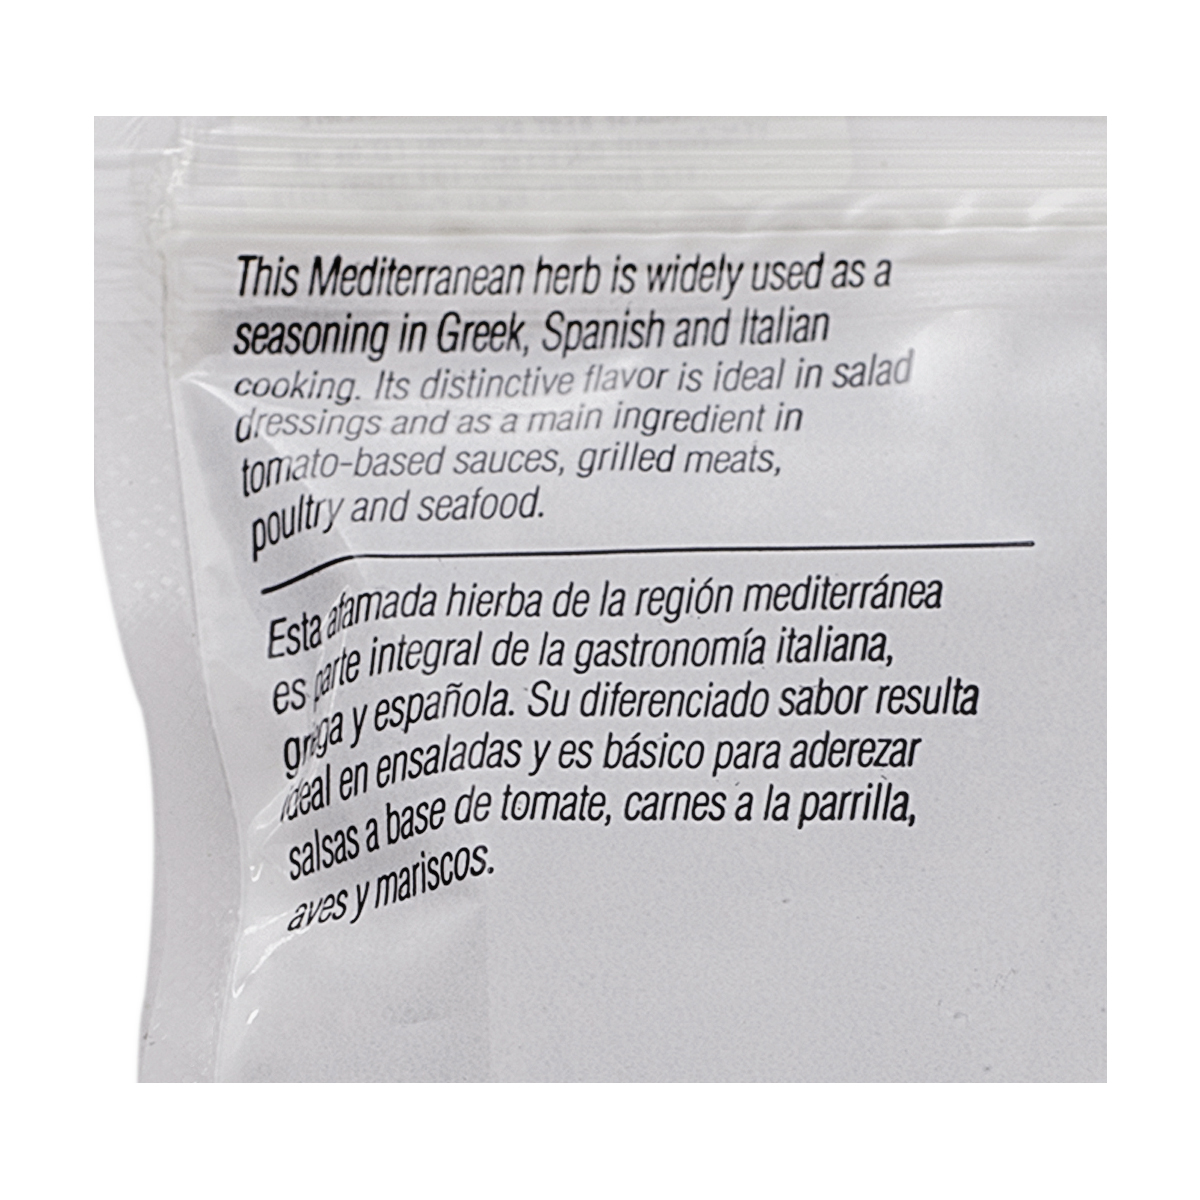 This Mediterranean herb is widely used as a
seasoning in Greek, Spanish and Italian
cooking. Its distinctive flavor is ideal in salad
dressings and as a main ingredient in
tomato-based sauces, grilled meats,
poultry and seafood.
Esta afamada hierba de la región mediterránea
es parte integral de la gastronomía italiana,
griega y española. Su diferenciado sabor resulta
ideal en ensaladas y es básico para aderezar
salsas a base de tomate, carnes a la parrilla,
aves y mariscos.